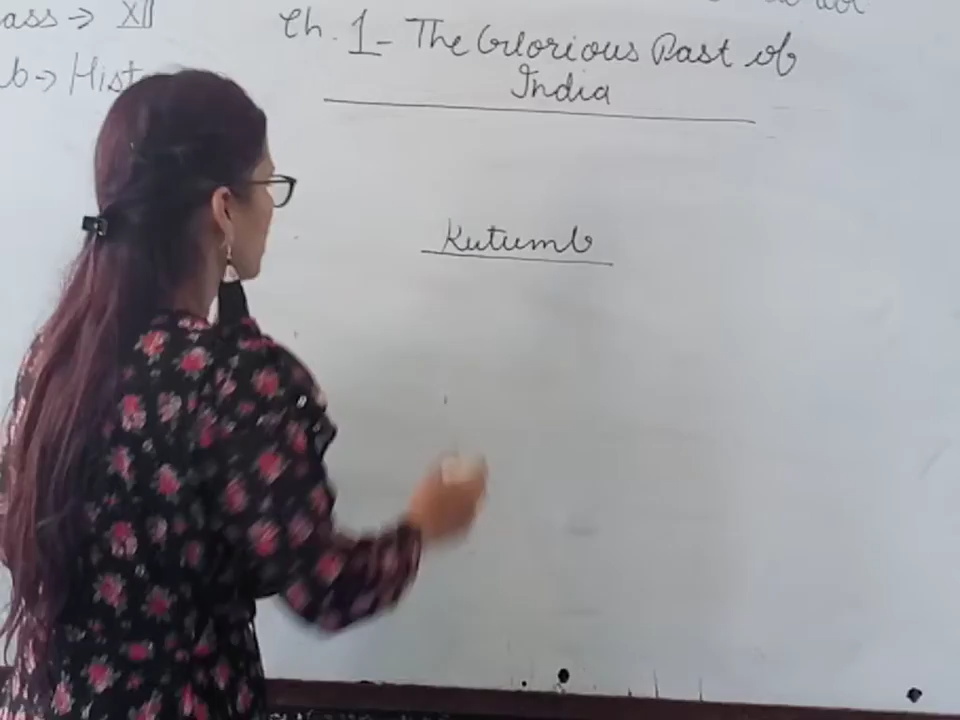 ass → XII
Ch. 1- The Glorious Past of
b → Hist
India
Kutumb